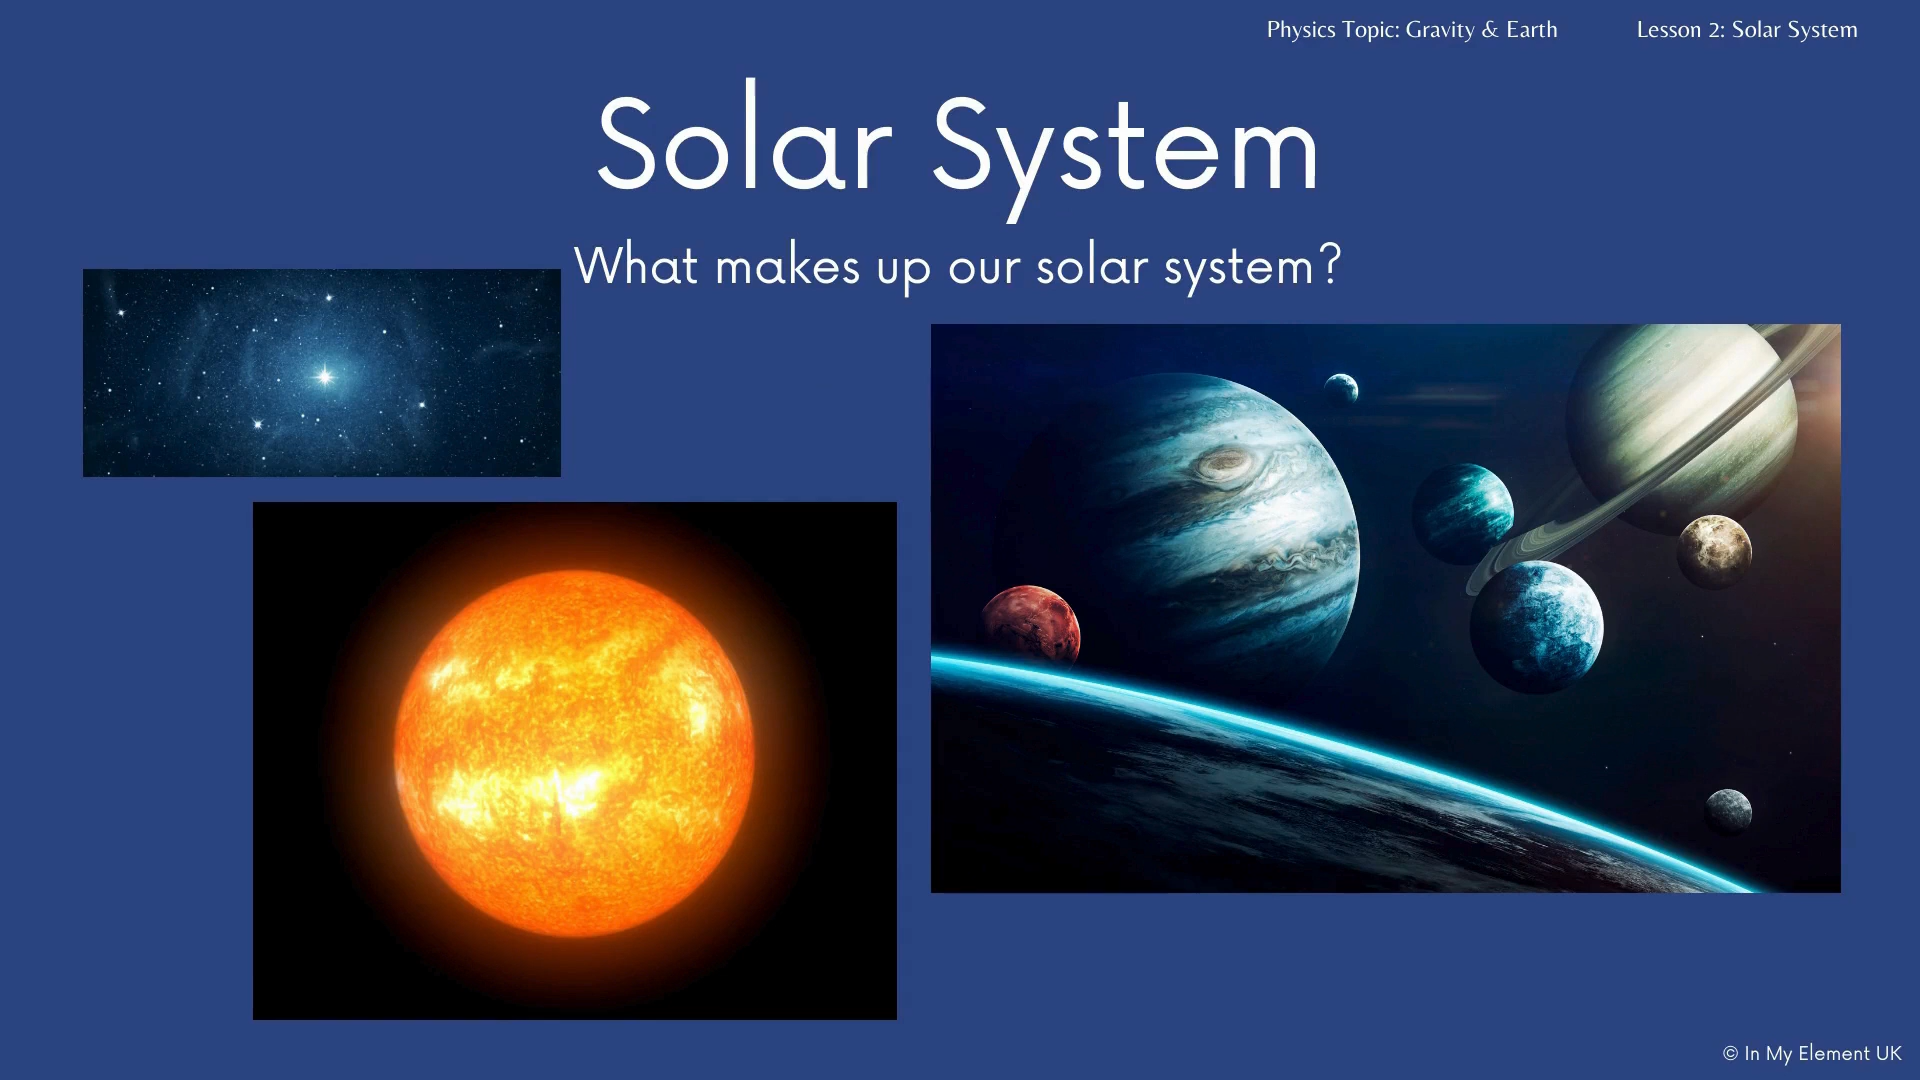 Physics Topic: Gravity & Earth
Lesson 2: Solar System
Solar System
What makes up our solar system?
© In My Element UK